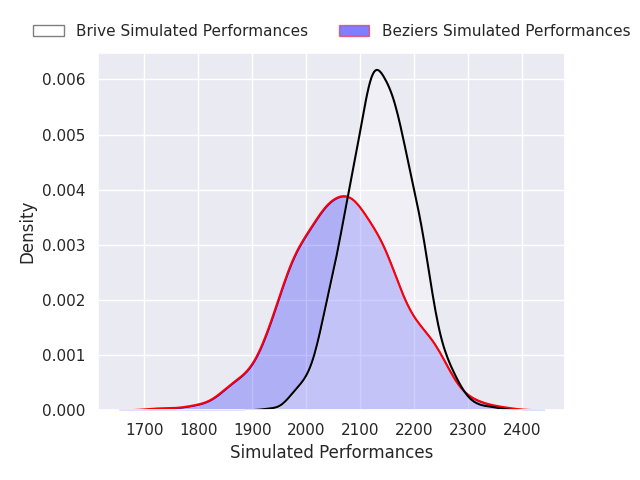 Brive Simulated Performances
Beziers Simulated Performances
0.006
0.005
0.004
0.003
0.002
0.001
0.000
Density
1700 1800 1900 2000 2100 2200 2300 2400
Simulated Performances